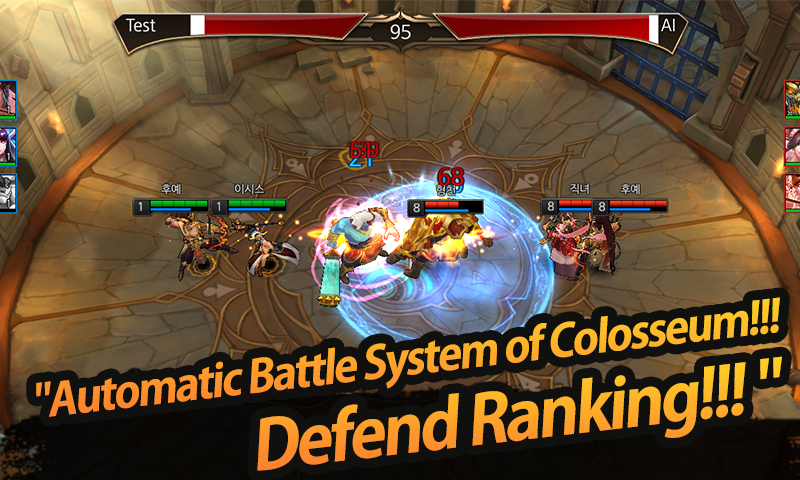 Test
95
AI
68
후예
이시스
직녀
후예
1
1
8
8
8
"Automatic Battle System of Colosseum!!!
Defend Ranking!!! "